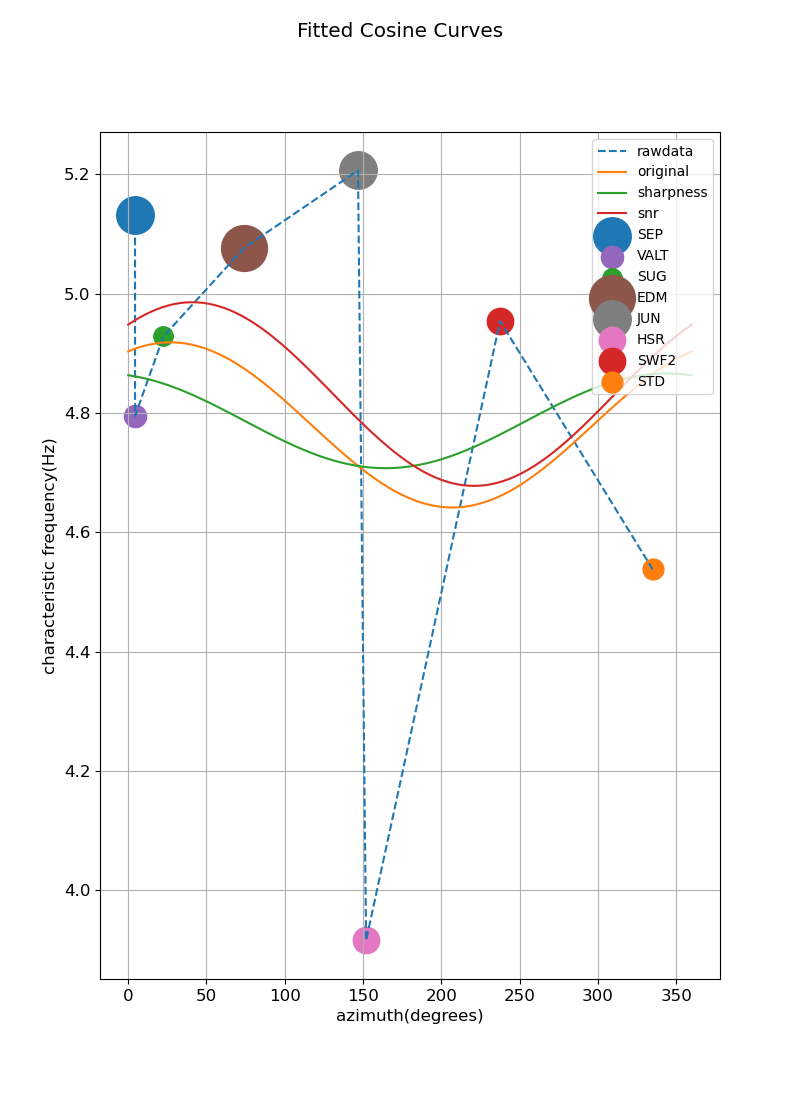 Fitted Cosine Curves
rawdata
original
sharpness
snr
SEP
VALT
SUG
EDM
JUN
HSR
SWF2
STD
5.2
5.0
4.8
4.6
4.4
4.2
4.0
characteristic frequency(Hz)
0 50 100 150 200 250 300 350
azimuth(degrees)